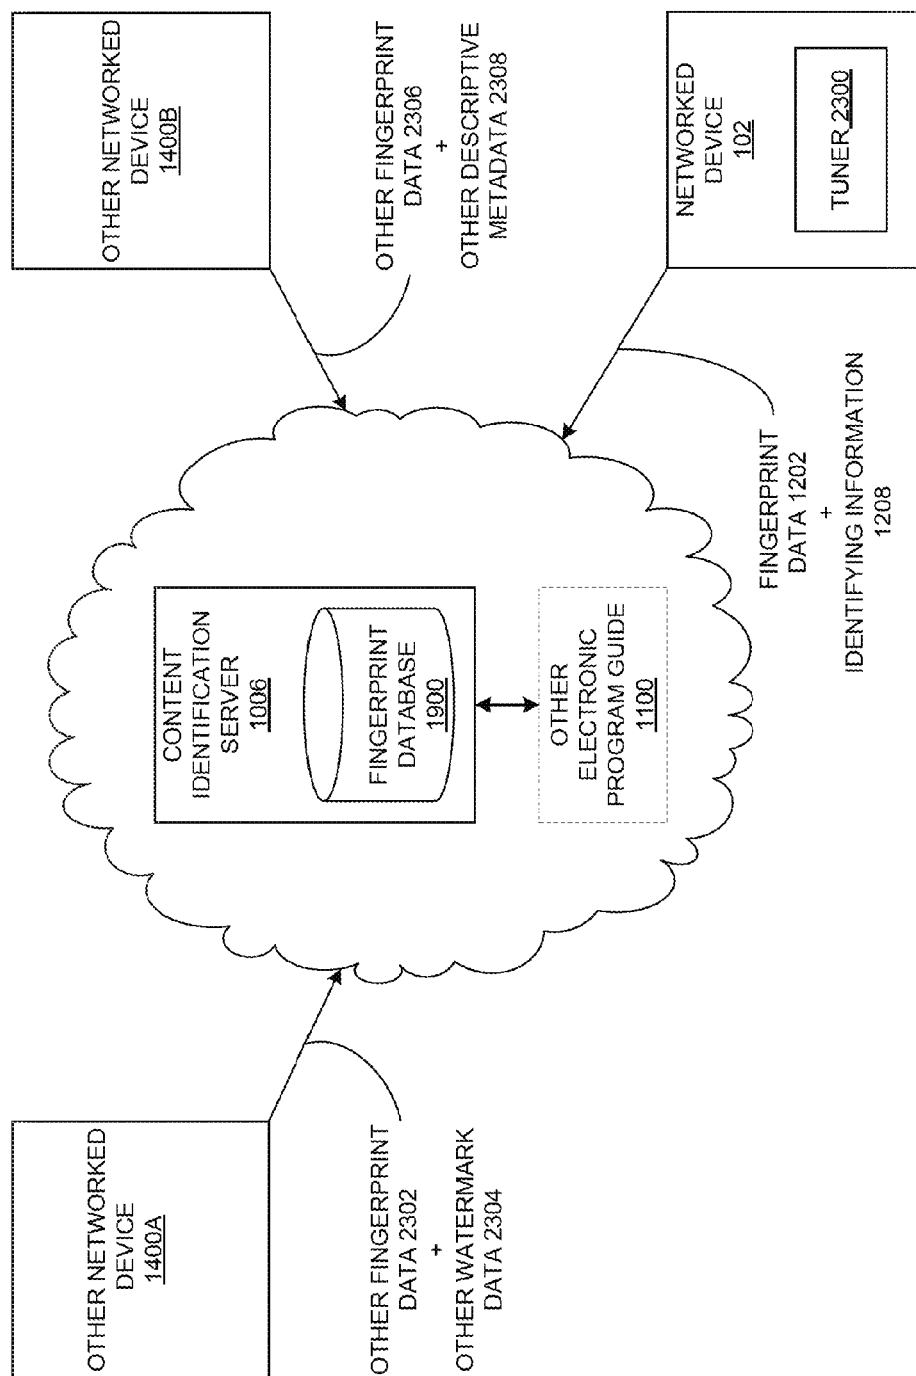 OTHER NETWORKED
DEVICE
1400A
OTHER FINGERPRINT
DATA 2302
+
OTHER WATERMARK
DATA 2304
CONTENT
IDENTIFICATION
SERVER
1006
FINGERPRINT
DATABASE
1900
OTHER
ELECTRONIC
PROGRAM GUIDE
1100
OTHER NETWORKED
DEVICE
1400B
OTHER FINGERPRINT
DATA 2306
+
OTHER DESCRIPTIVE
METADATA 2308
NETWORKED
DEVICE
102
TUNER 2300
FINGERPRINT
DATA 1202
+
IDENTIFYING INFORMATION
1208